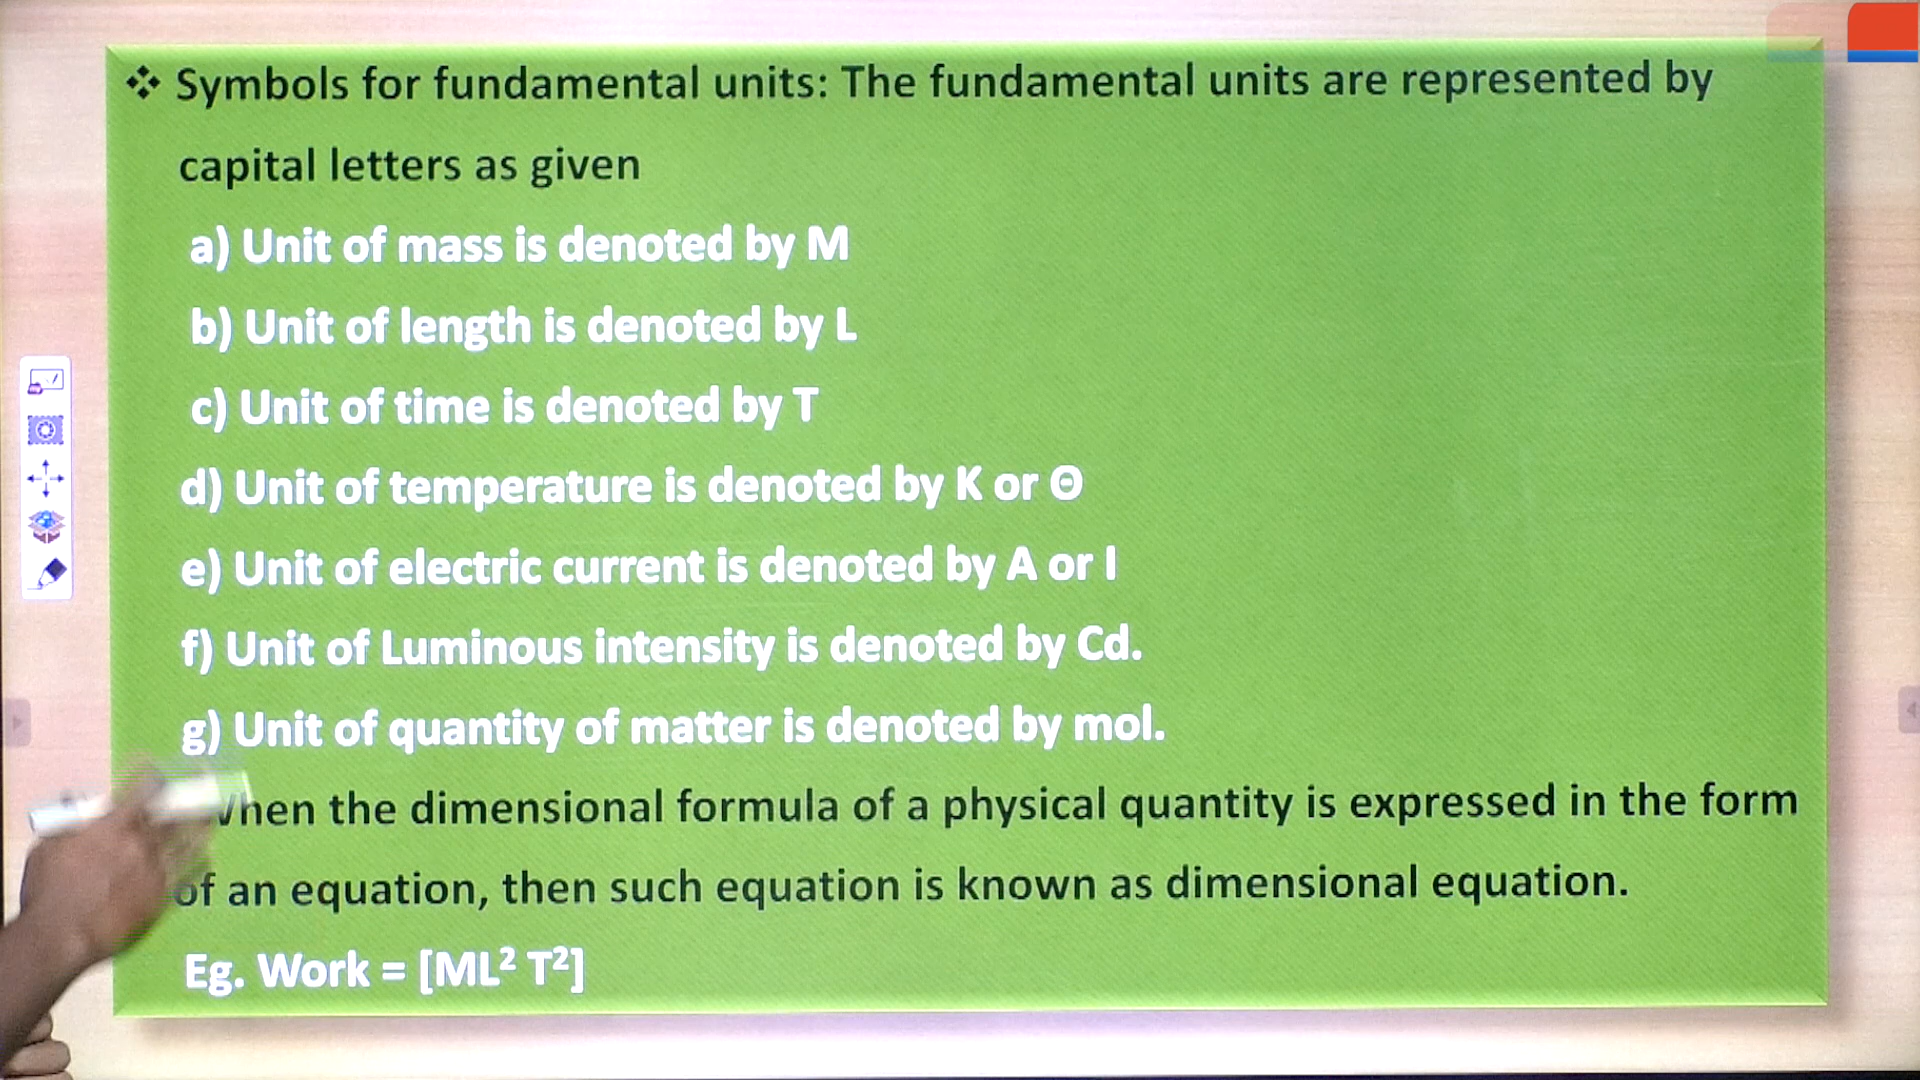 ❖ Symbols for fundamental units: The fundamental units are represented by
capital letters as given
a) Unit of mass is denoted by M
b) Unit of length is denoted by L
c) Unit of time is denoted by T
d) Unit of temperature is denoted by K or Θ
e) Unit of electric current is denoted by A or I
f) Unit of Luminous intensity is denoted by Cd.
g) Unit of quantity of matter is denoted by mol.
When the dimensional formula of a physical quantity is expressed in the form
of an equation, then such equation is known as dimensional equation.
Eg. Work = [ML² T²]